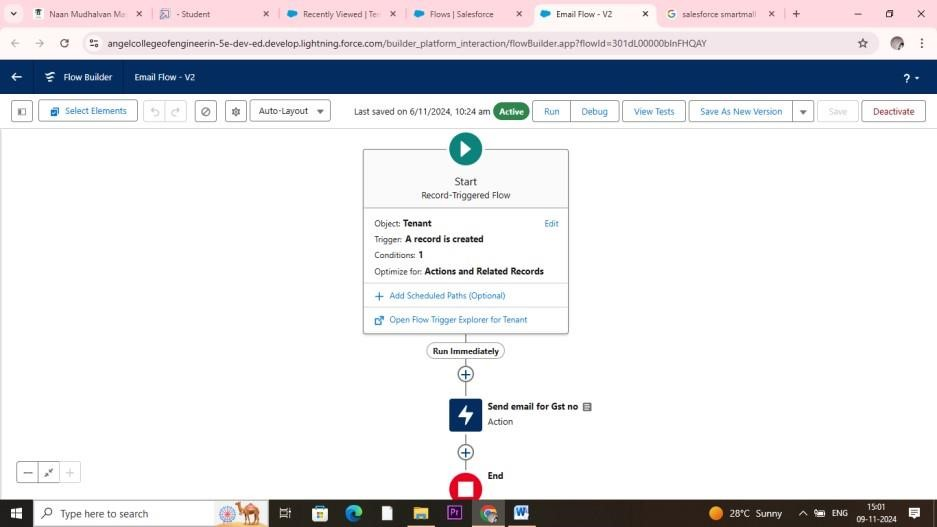 Naan Mudhalvan Ma
- Student
Recently Viewed | Te
Flows | Salesforce
Email Flow - V2
salesforce smartmal
angelcollegeofengineerin-5e-dev-ed.develop.lightning.force.com/builder_platform_interaction/flowBuilder.app?flowId=301dL00000bInFHQAY
Flow Builder Email Flow - V2 ?
Select Elements Auto-Layout Last saved on 6/11/2024, 10:24 am Active Run Debug View Tests Save As New Version Save Deactivate
Start
Record-Triggered Flow
Object: Tenant Edit
Trigger: A record is created
Conditions: 1
Optimize for: Actions and Related Records
Add Scheduled Paths (Optional)
Open Flow Trigger Explorer for Tenant
Run Immediately
Send email for Gst no
Action
End
Type here to search
Pr
W
28°C Sunny
ENG
15:01
09-11-2024